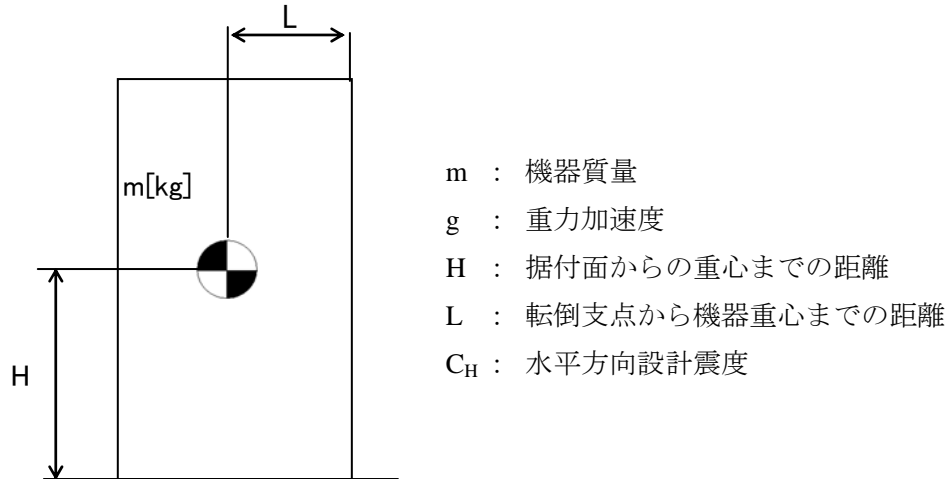 L
m[kg]
H
m : 機器質量
g : 重力加速度
H : 据付面からの重心までの距離
L : 転倒支点から機器重心までの距離
CH : 水平方向設計震度